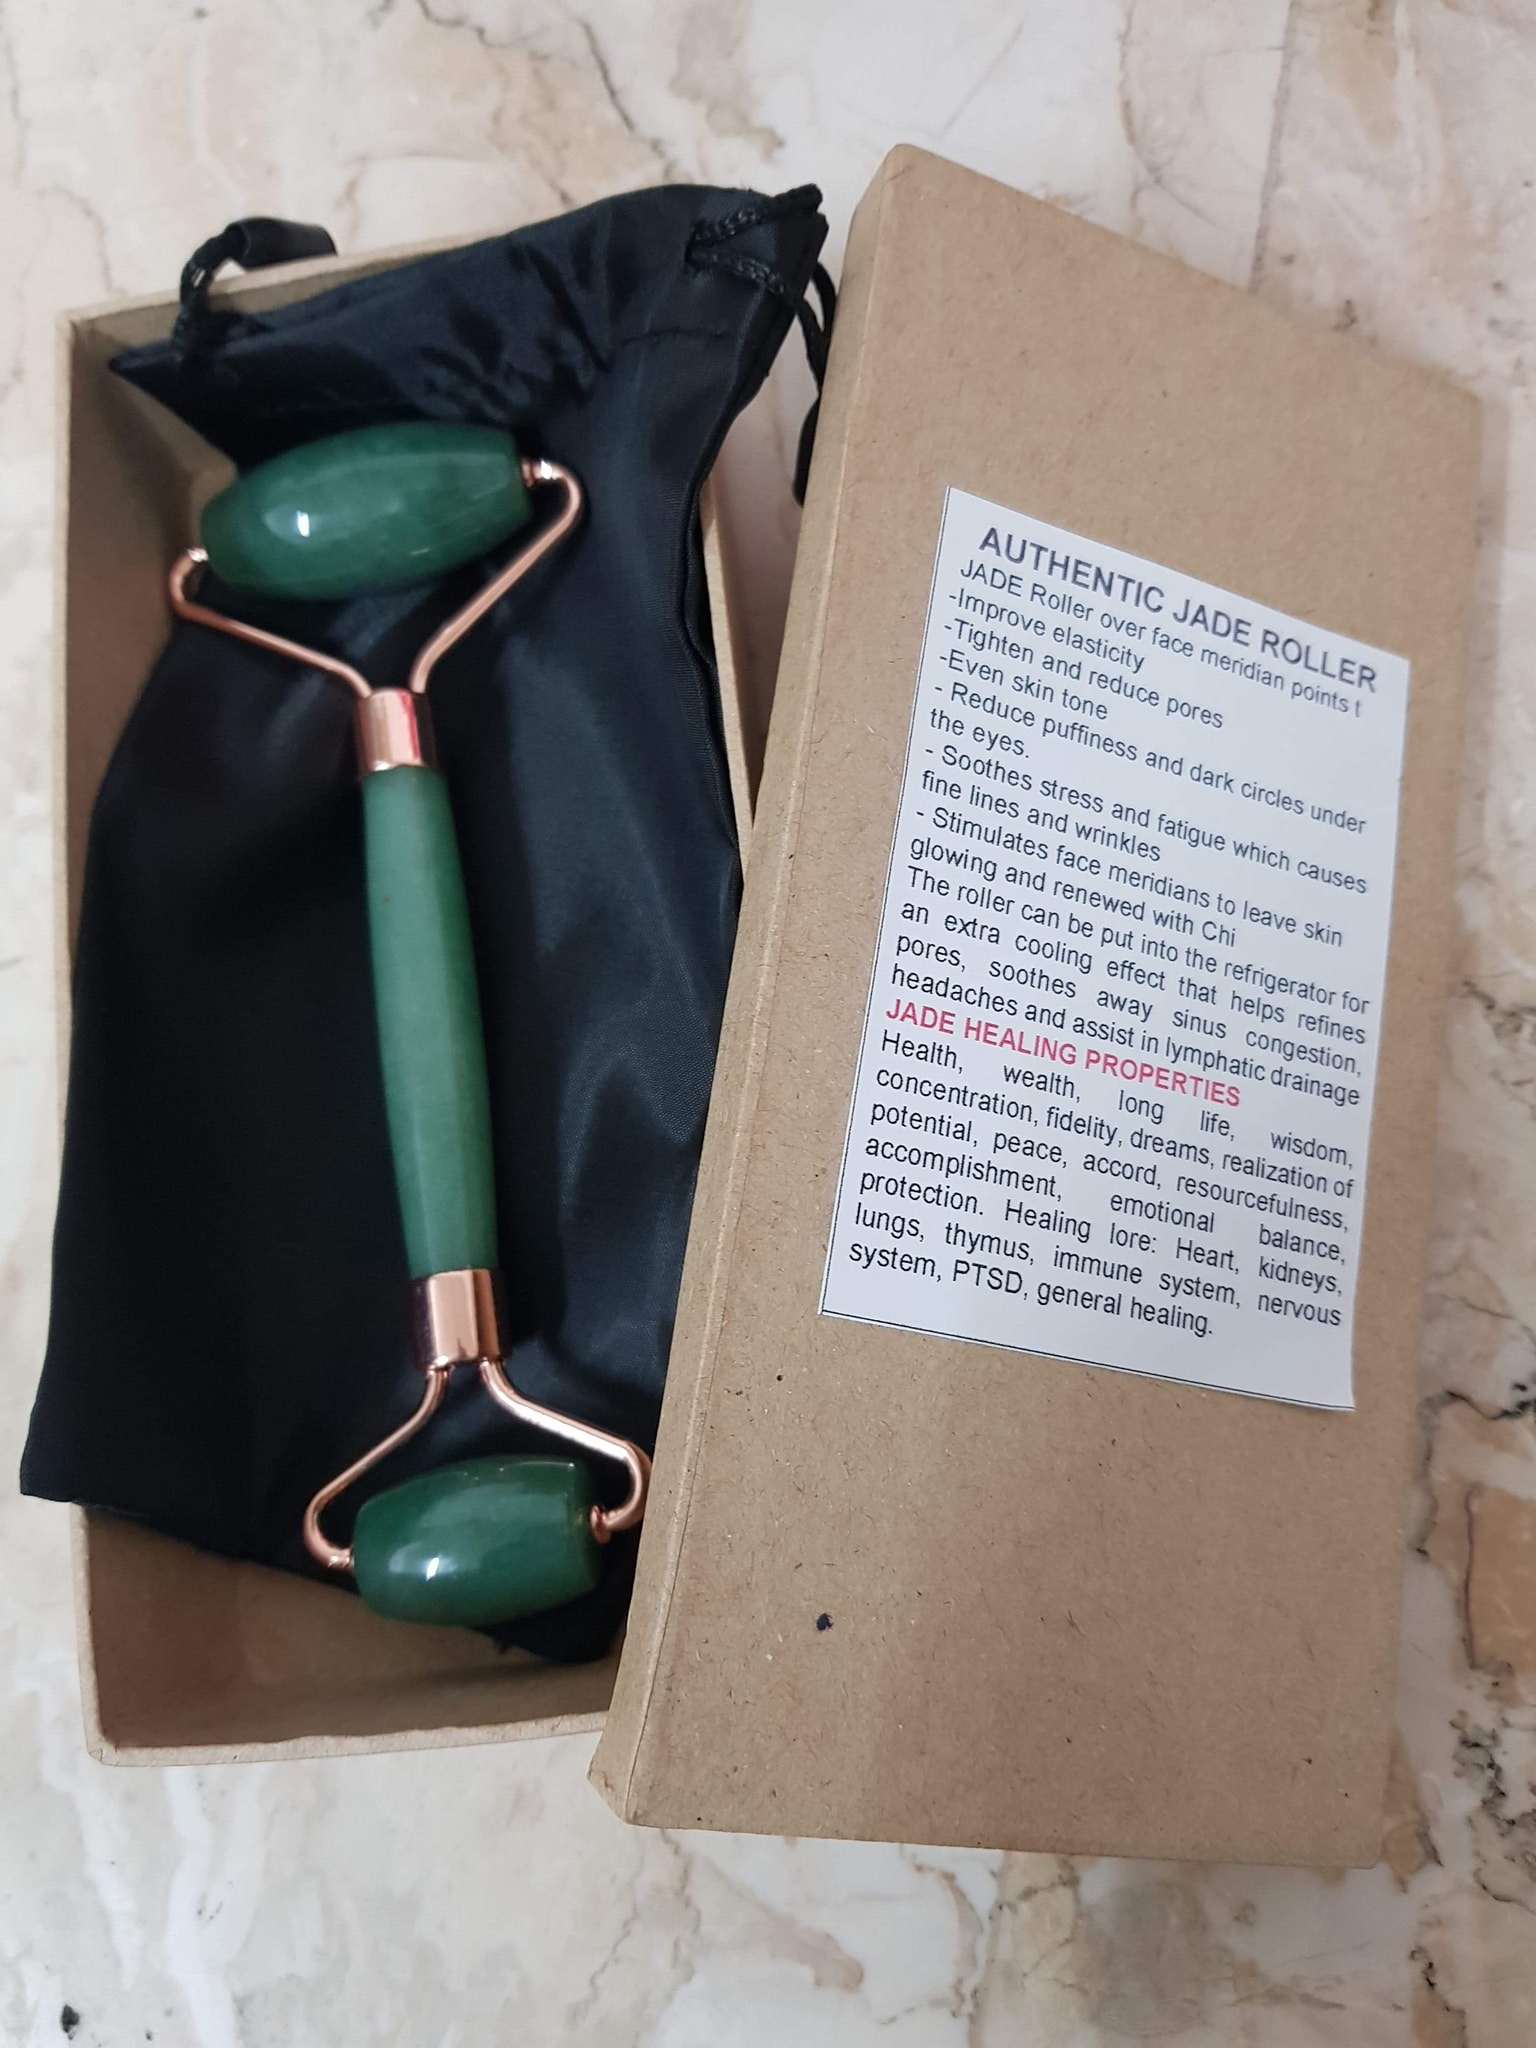 AUTHENTIC JADE ROLLER
JADE Roller over face meridian points t
-Improve elasticity
-Tighten and reduce pores
-Even skin tone
- Reduce puffiness and dark circles under
the eyes.
- Soothes stress and fatigue which causes
fine lines and wrinkles
- Stimulates face meridians to leave skin
glowing and renewed with Chi
The roller can be put into the refrigerator for
an extra cooling effect that helps refines
pores, soothes away sinus congestion,
headaches and assist in lymphatic drainage
JADE HEALING PROPERTIES
Health, wealth, long life, wisdom,
concentration, fidelity, dreams, realization of
potential, peace, accord, resourcefulness,
accomplishment, emotional balance,
protection. Healing lore: Heart, kidneys,
lungs, thymus, immune system, nervous
system, PTSD, general healing.